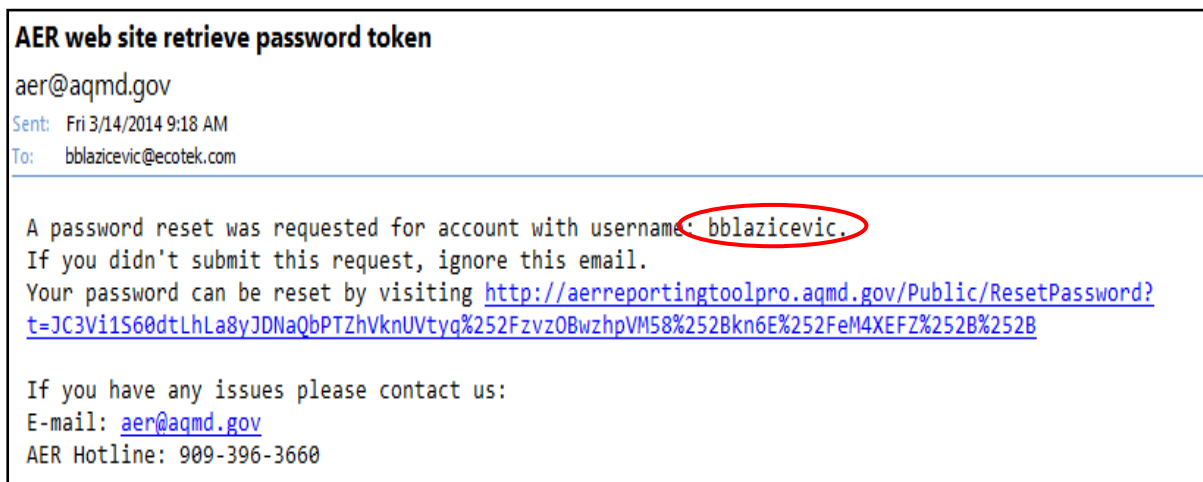 AER web site retrieve password token
aer@aqmd.gov
Sent: Fri 3/14/2014 9:18 AM
To: bblazicevic@ecotek.com
A password reset was requested for account with username: bblazicevic.
If you didn't submit this request, ignore this email.
Your password can be reset by visiting http://aerreportingtoolpro.aqmd.gov/Public/ResetPassword?
t=JC3Vi1S60dtLhLa8yJDNaQbPTZhVknUVtyq%252FzvzOBwzhpVM58%252Bkn6E%252FeM4XEFZ%252B%252B
If you have any issues please contact us:
E-mail: aer@aqmd.gov
AER Hotline: 909-396-3660